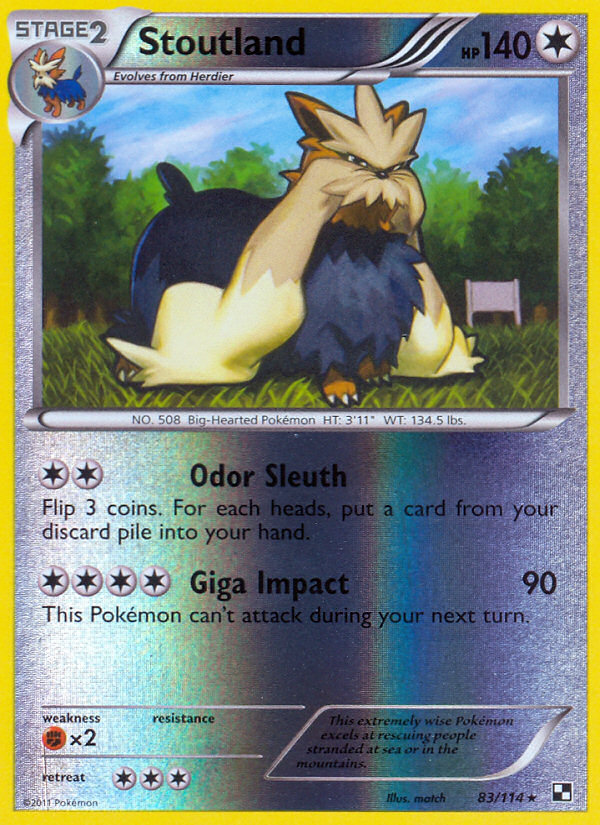 STAGE2
Stoutland
HP140
Evolves from Herdier
NO. 508 Big-Hearted Pokémon HT: 3'11" WT: 134.5 lbs.
Odor Sleuth
Flip 3 coins. For each heads, put a card from your
discard pile into your hand.
Giga Impact 90
This Pokémon can't attack during your next turn.
weakness resistance
×2
This extremely wise Pokémon
excels at rescuing people
stranded at sea or in the
mountains.
retreat
©2011 Pokémon
Illus. match 83/114 ★